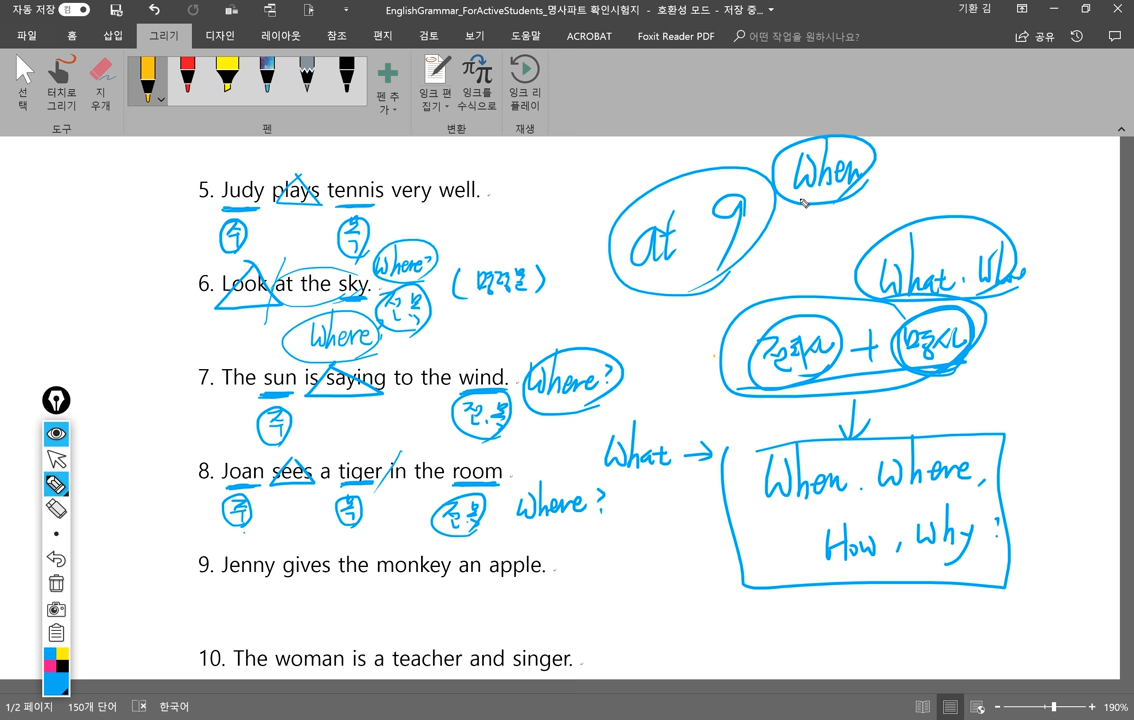 자동 저장 컴 EnglishGrammar_ForActiveStudents_명사파트 확인시험지 - 호환성 모드 - 저장 중... 기환 김
파일 홈 삽입 그리기 디자인 레이아웃 참조 편지 검토 보기 도움말 ACROBAT Foxit Reader PDF 어떤 작업을 원하시나요? 공유
선택 터치로 그리기 지우개 펜 추가 잉크 편집기 잉크를 수식으로 잉크 리플레이
도구 펜 변환 재생
When
5. Judy plays tennis very well.
at 9
주 목
Where?
What. Where
6. Look at the sky. (명령문)
전목
Where
전치사 + 명사
7. The sun is saying to the wind. Where?
주 전.목
What →
8. Joan sees a tiger in the room
When. Where,
주 목 전.목 Where?
How, why?
9. Jenny gives the monkey an apple.
10. The woman is a teacher and singer.
1/2 페이지 150개 단어 한국어 190%